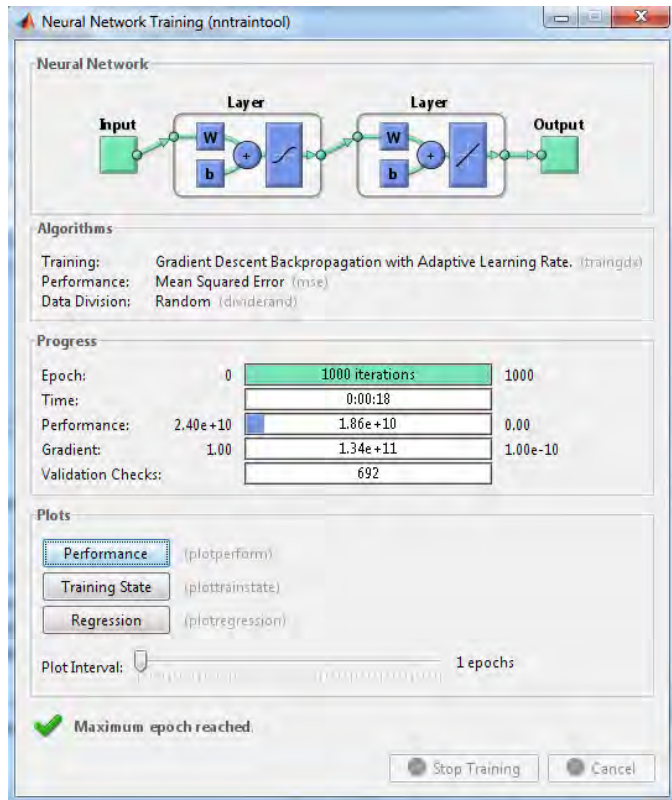 Neural Network Training (nntraintool)
Neural Network
Layer Layer
Input Output
W W
b b
+ +
Algorithms
Training: Gradient Descent Backpropagation with Adaptive Learning Rate. (traingdx)
Performance: Mean Squared Error (mse)
Data Division: Random (dividerand)
Progress
Epoch: 0 1000 iterations 1000
Time: 0:00:18
Performance: 2.40e+10 1.86e+10 0.00
Gradient: 1.00 1.34e+11 1.00e-10
Validation Checks: 692
Plots
Performance (plotperform)
Training State (plottrainstate)
Regression (plotregression)
Plot Interval: 1 epochs
Maximum epoch reached.
Stop Training Cancel